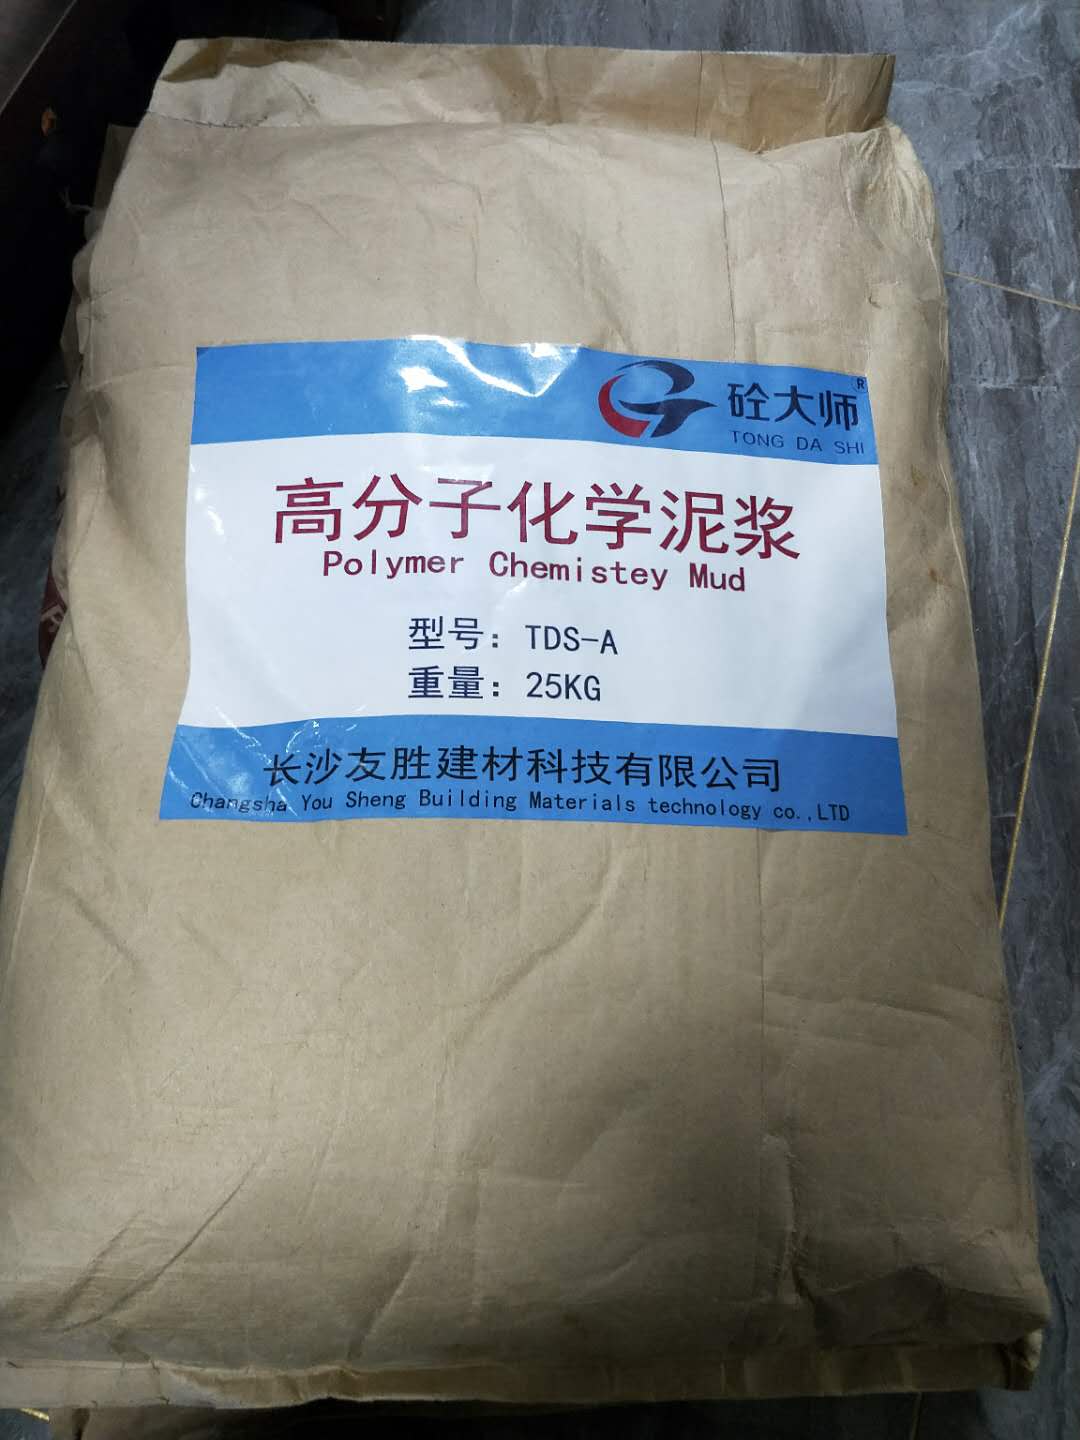 砼大师®
TONG DA SHI
高分子化学泥浆
Polymer Chemistey Mud
型号：TDS-A
重量：25KG
长沙友胜建材科技有限公司
Changsha You Sheng Building Materials technology co.,LTD